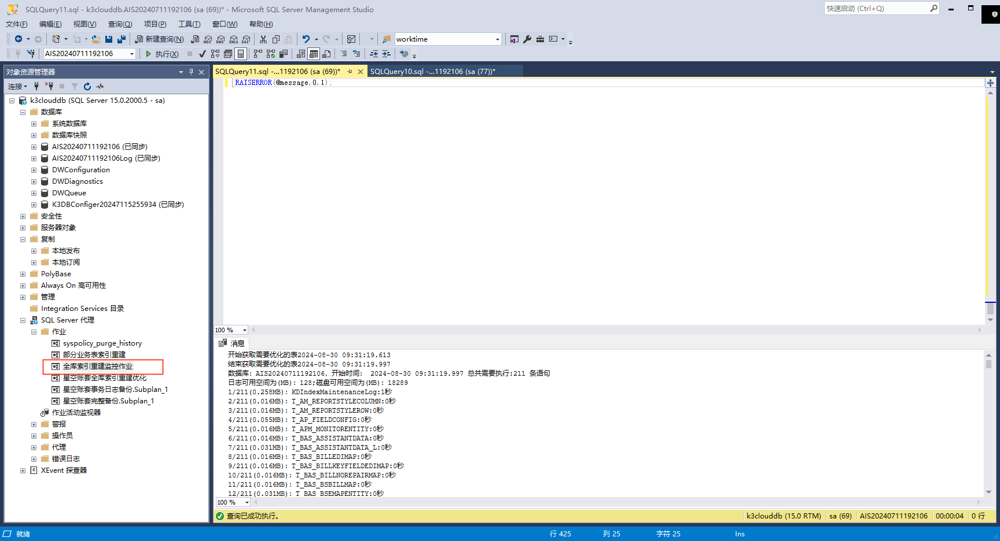 SQLQuery11.sql - k3clouddb.AIS20240711192106 (sa (69))* - Microsoft SQL Server Management Studio
快速启动 (Ctrl+Q)
文件(F) 编辑(E) 视图(V) 查询(Q) 项目(P) 工具(T) 窗口(W) 帮助(H)
新建查询(N) MDX DMX XMLA DAX worktime
AIS20240711192106 执行(X)
对象资源管理器
SQLQuery11.sql -...1192106 (sa (69))* SQLQuery10.sql -...1192106 (sa (77))*
连接
RAISERROR(@message,0,1);
k3clouddb (SQL Server 15.0.2000.5 - sa)
数据库
系统数据库
数据库快照
AIS20240711192106 (已同步)
AIS20240711192106Log (已同步)
DWConfiguration
DWDiagnostics
DWQueue
K3DBConfiger20247115255934 (已同步)
安全性
服务器对象
复制
本地发布
本地订阅
PolyBase
Always On 高可用性
管理
Integration Services 目录
SQL Server 代理
作业
syspolicy_purge_history
部分业务表索引重建
全库索引重建监控作业
星空账套全库索引重建优化
星空账套事务日志备份.Subplan_1
星空账套完整备份.Subplan_1
作业活动监视器
警报
操作员
代理
错误日志
XEvent 探查器
100 %
消息
开始获取需要优化的表2024-08-30 09:31:19.613
结束获取需要优化的表2024-08-30 09:31:19.997
数据库: AIS20240711192106, 开始时间: 2024-08-30 09:31:19.997 总共需要执行:211 条语句
日志可用空间为(MB): 128;磁盘可用空间为(MB): 18289
1/211(0.258MB): KDIndexMaintenanceLog:1秒
2/211(0.016MB): T_AM_REPORTSTYLECOLUMN:0秒
3/211(0.016MB): T_AM_REPORTSTYLEROW:0秒
4/211(0.055MB): T_AP_FIELDCONFIG:0秒
5/211(0.016MB): T_APM_MONITORENTITY:0秒
6/211(0.016MB): T_BAS_ASSISTANTDATA:0秒
7/211(0.031MB): T_BAS_ASSISTANTDATA_L:0秒
8/211(0.016MB): T_BAS_BILLEDIMAP:0秒
9/211(0.016MB): T_BAS_BILLKEYFIELDEDIMAP:0秒
10/211(0.016MB): T_BAS_BILLNOREPAIRMAP:0秒
11/211(0.016MB): T_BAS_BSBILLMAP:0秒
12/211(0.031MB): T_BAS_BSEMAPENTITY:0秒
100 %
查询已成功执行。 k3clouddb (15.0 RTM) sa (69) AIS20240711192106 00:00:04 0 行
就绪 行 425 列 25 字符 25 Ins